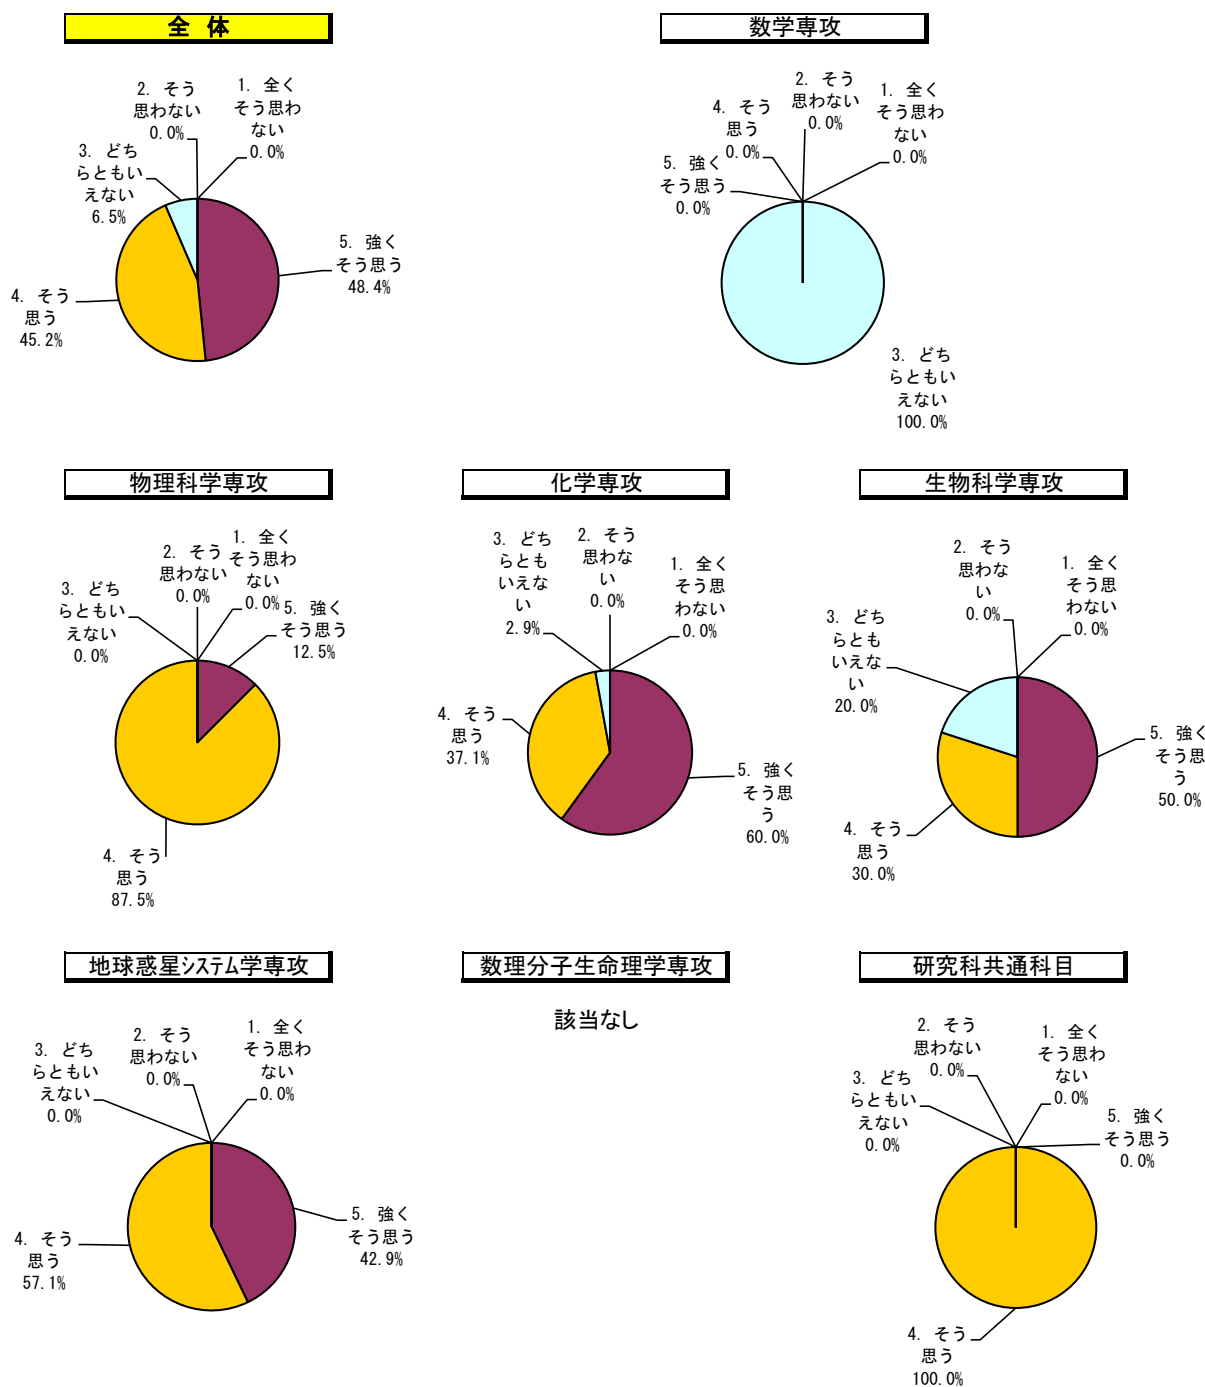 全 体
2. そう
思わない
0.0%
1. 全く
そう思わ
ない
0.0%
3. どち
らともい
えない
6.5%
5. 強く
そう思う
48.4%
4. そう
思う
45.2%
数学専攻
2. そう
思わない
0.0%
1. 全く
そう思わ
ない
0.0%
4. そう
思う
0.0%
5. 強く
そう思う
0.0%
3. どち
らともい
えない
100.0%
物理科学専攻
1. 全く
そう思わ
ない
0.0%
2. そう
思わない
0.0%
3. どち
らともい
えない
0.0%
5. 強く
そう思う
12.5%
4. そう
思う
87.5%
化学専攻
3. どち
らとも
いえな
い
2.9%
2. そう
思わな
い
0.0%
1. 全く
そう思
わない
0.0%
4. そう
思う
37.1%
5. 強く
そう思
う
60.0%
生物科学専攻
2. そう
思わな
い
0.0%
1. 全く
そう思
わない
0.0%
3. どち
らとも
いえな
い
20.0%
5. 強く
そう思
う
50.0%
4. そう
思う
30.0%
地球惑星システム学専攻
3. どち
らともい
えない
0.0%
2. そう
思わない
0.0%
1. 全く
そう思わ
ない
0.0%
5. 強く
そう思う
42.9%
4. そう
思う
57.1%
数理分子生命理学専攻
該当なし
研究科共通科目
2. そう
思わない
0.0%
1. 全く
そう思わ
ない
0.0%
3. どち
らともい
えない
0.0%
5. 強く
そう思う
0.0%
4. そう
思う
100.0%